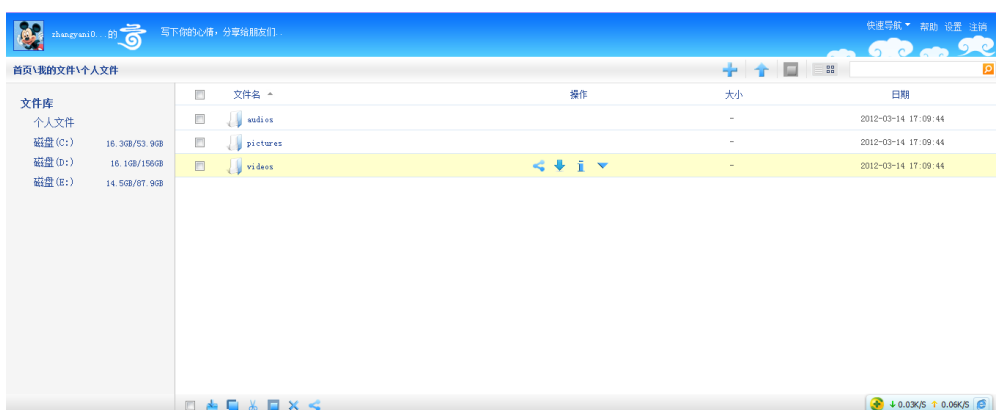 zhangyani0...的 写下你的心情，分享给朋友们.. 快速导航 帮助 设置 注销
首页\我的文件\个人文件
文件库
个人文件
磁盘(C:) 16.3GB/53.9GB
磁盘(D:) 16.1GB/156GB
磁盘(E:) 14.5GB/87.9GB
文件名 操作 大小 日期
audios - 2012-03-14 17:09:44
pictures - 2012-03-14 17:09:44
videos - 2012-03-14 17:09:44
0.03K/S 0.06K/S